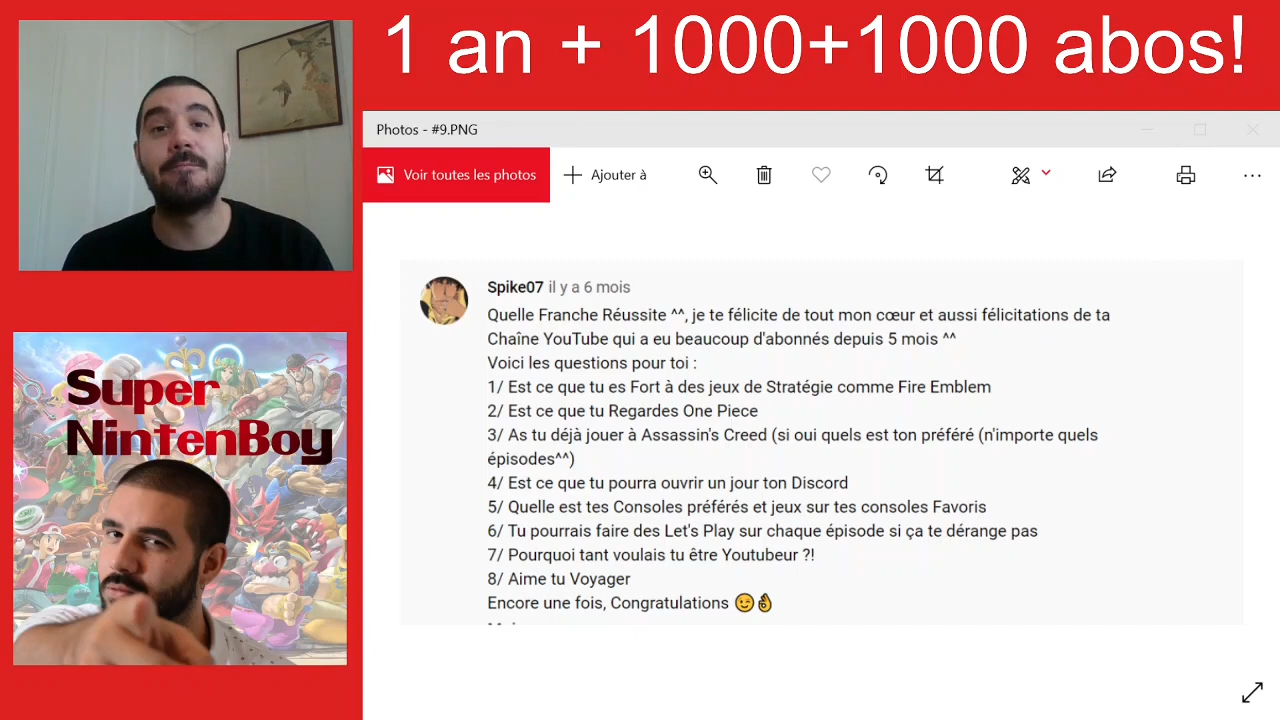 1 an + 1000+1000 abos!
Photos - #9.PNG
Voir toutes les photos
Ajouter à
Spike07 il y a 6 mois
Quelle Franche Réussite ^^, je te félicite de tout mon cœur et aussi félicitations de ta
Chaîne YouTube qui a eu beaucoup d'abonnés depuis 5 mois ^^
Voici les questions pour toi :
1/ Est ce que tu es Fort à des jeux de Stratégie comme Fire Emblem
2/ Est ce que tu Regardes One Piece
3/ As tu déjà jouer à Assassin's Creed (si oui quels est ton préféré (n'importe quels
épisodes^^)
4/ Est ce que tu pourra ouvrir un jour ton Discord
5/ Quelle est tes Consoles préférés et jeux sur tes consoles Favoris
6/ Tu pourrais faire des Let's Play sur chaque épisode si ça te dérange pas
7/ Pourquoi tant voulais tu être Youtubeur ?!
8/ Aime tu Voyager
Encore une fois, Congratulations 😉👌
Super
NintenBoy